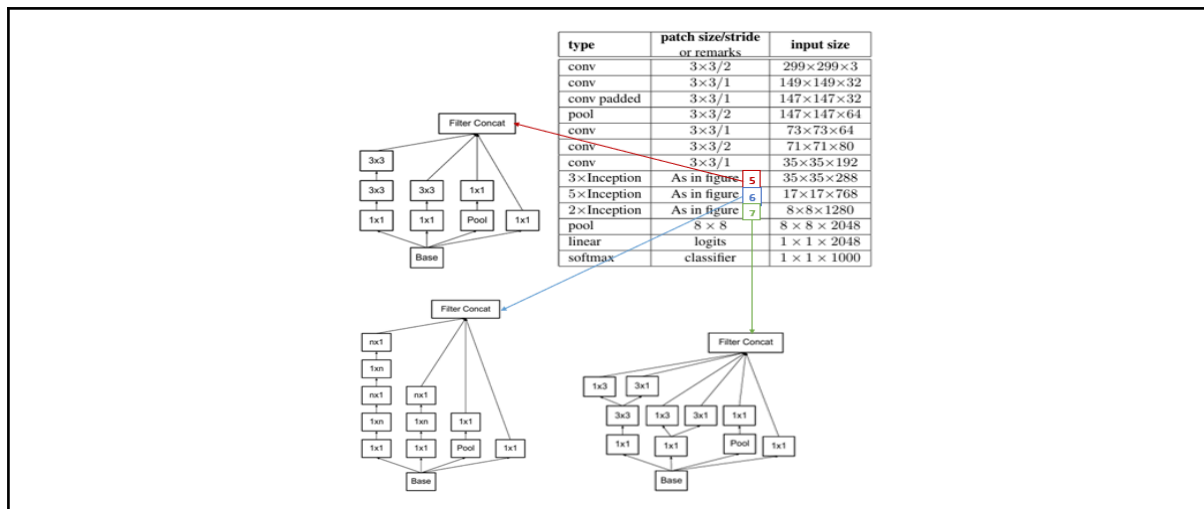 type patch size/stride or remarks input size
conv 3×3/2 299×299×3
conv 3×3/1 149×149×32
conv padded 3×3/1 147×147×32
pool 3×3/2 147×147×64
conv 3×3/1 73×73×64
conv 3×3/2 71×71×80
conv 3×3/1 35×35×192
3×Inception As in figure 5 35×35×288
5×Inception As in figure 6 17×17×768
2×Inception As in figure 7 8×8×1280
pool 8 × 8 8 × 8 × 2048
linear logits 1 × 1 × 2048
softmax classifier 1 × 1 × 1000
Filter Concat
3x3
3x3 3x3 1x1
1x1 1x1 Pool 1x1
Base
Filter Concat
nx1
1xn
nx1 nx1
1xn 1xn 1x1
1x1 1x1 Pool 1x1
Base
Filter Concat
1x3 3x1
3x3 1x3 3x1 1x1
1x1 1x1 Pool 1x1
Base